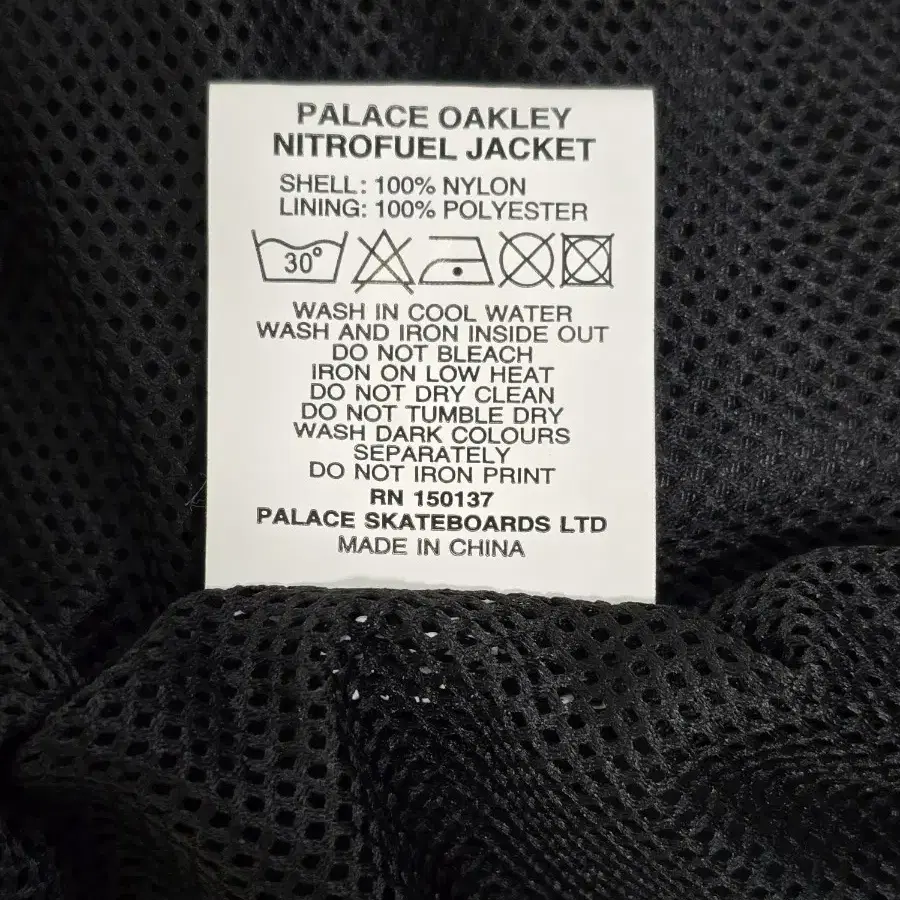 PALACE OAKLEY
NITROFUEL JACKET
SHELL: 100% NYLON
LINING: 100% POLYESTER
30°
WASH IN COOL WATER
WASH AND IRON INSIDE OUT
DO NOT BLEACH
IRON ON LOW HEAT
DO NOT DRY CLEAN
DO NOT TUMBLE DRY
WASH DARK COLOURS
SEPARATELY
DO NOT IRON PRINT
RN 150137
PALACE SKATEBOARDS LTD
MADE IN CHINA